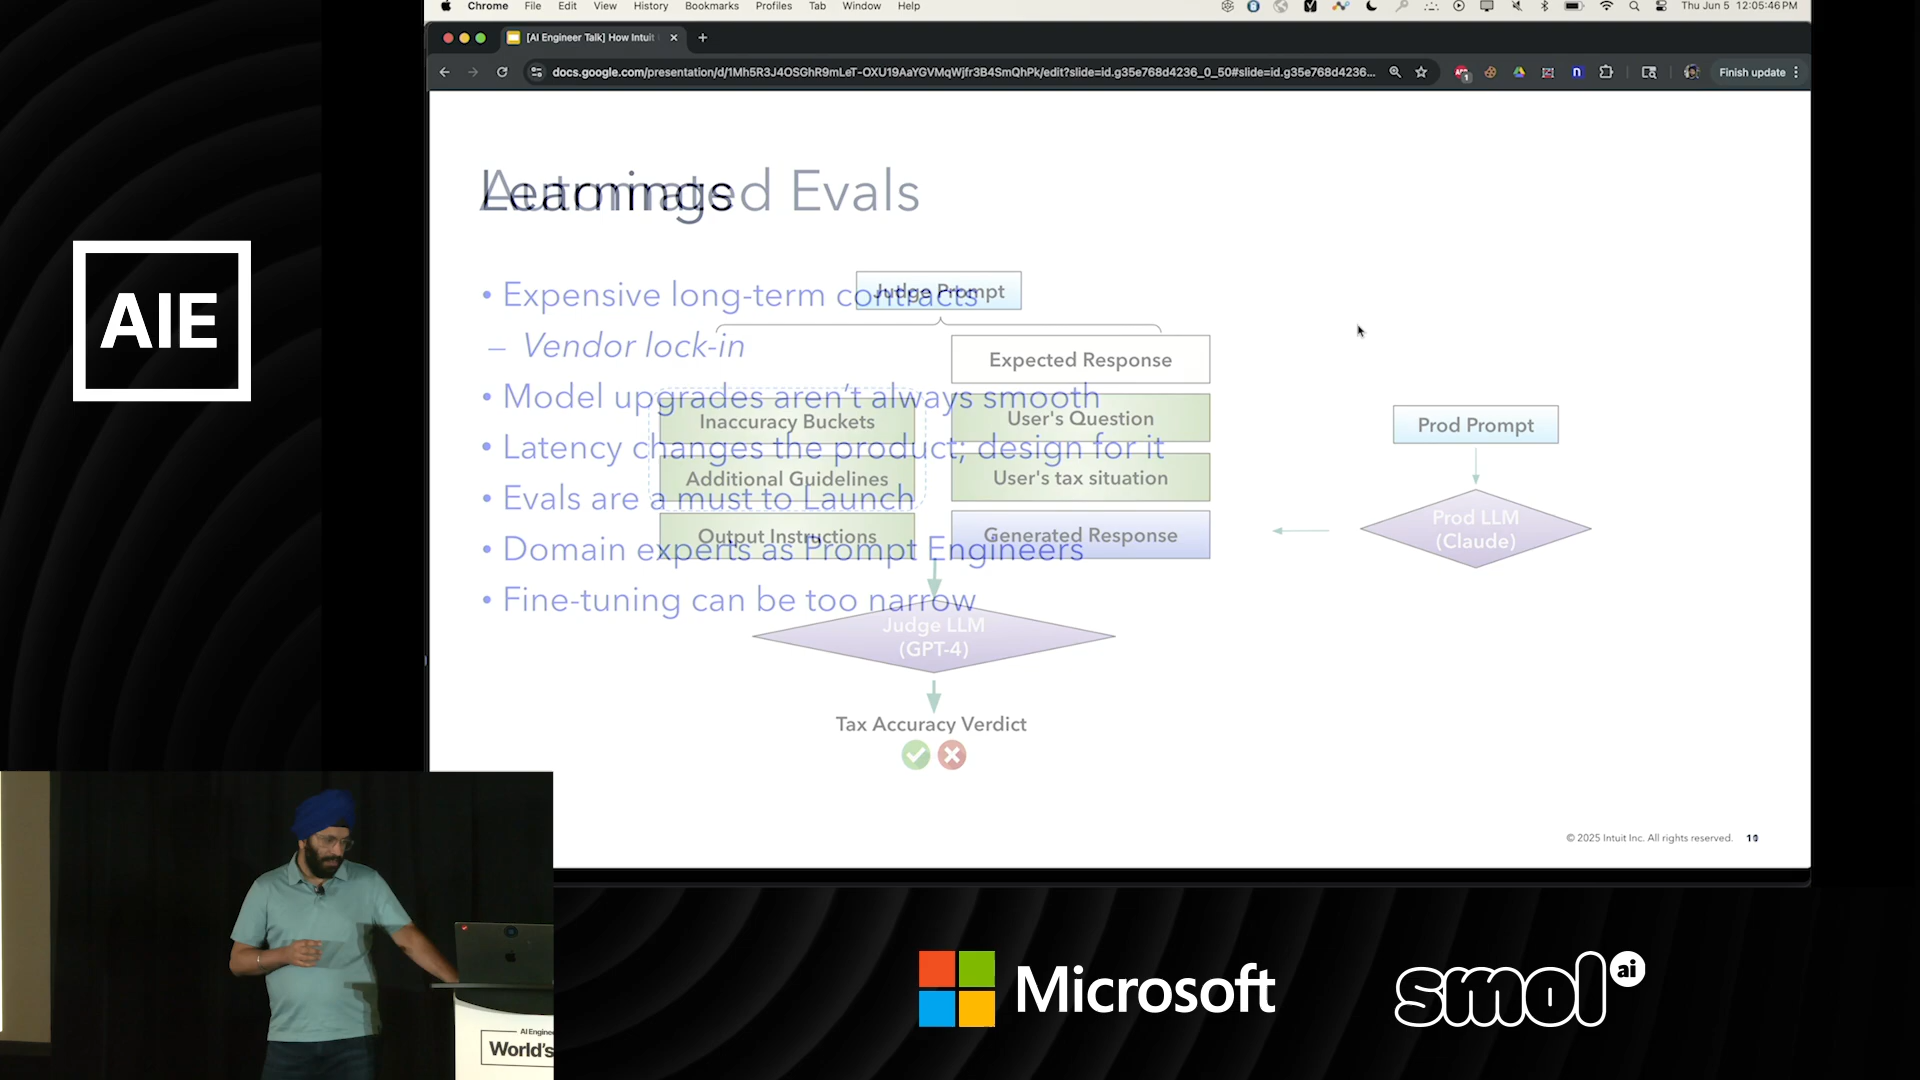 Chrome File Edit View History Bookmarks Profiles Tab Window Help
Thu Jun 5 12:05:46 PM
[AI Engineer Talk] How Intuit
docs.google.com/presentation/d/1Mh5R3J4OSGhR9mLeT-OXU19AaYGVMqWjfr3B4SmQhPk/edit?slide=id.g35e768d4236_0_50#slide=id.g35e768d4236...
Finish update
Automated Evals
Learnings
• Expensive long-term contracts
– Vendor lock-in
• Model upgrades aren't always smooth
• Latency changes the product; design for it
• Evals are a must to Launch
• Domain experts as Prompt Engineers
• Fine-tuning can be too narrow
Judge Prompt
Expected Response
Inaccuracy Buckets
User's Question
Additional Guidelines
User's tax situation
Output Instructions
Generated Response
Prod Prompt
Prod LLM
(Claude)
Judge LLM
(GPT-4)
Tax Accuracy Verdict
© 2025 Intuit Inc. All rights reserved.
AIE
AI Engine
World's
Microsoft
smol ai